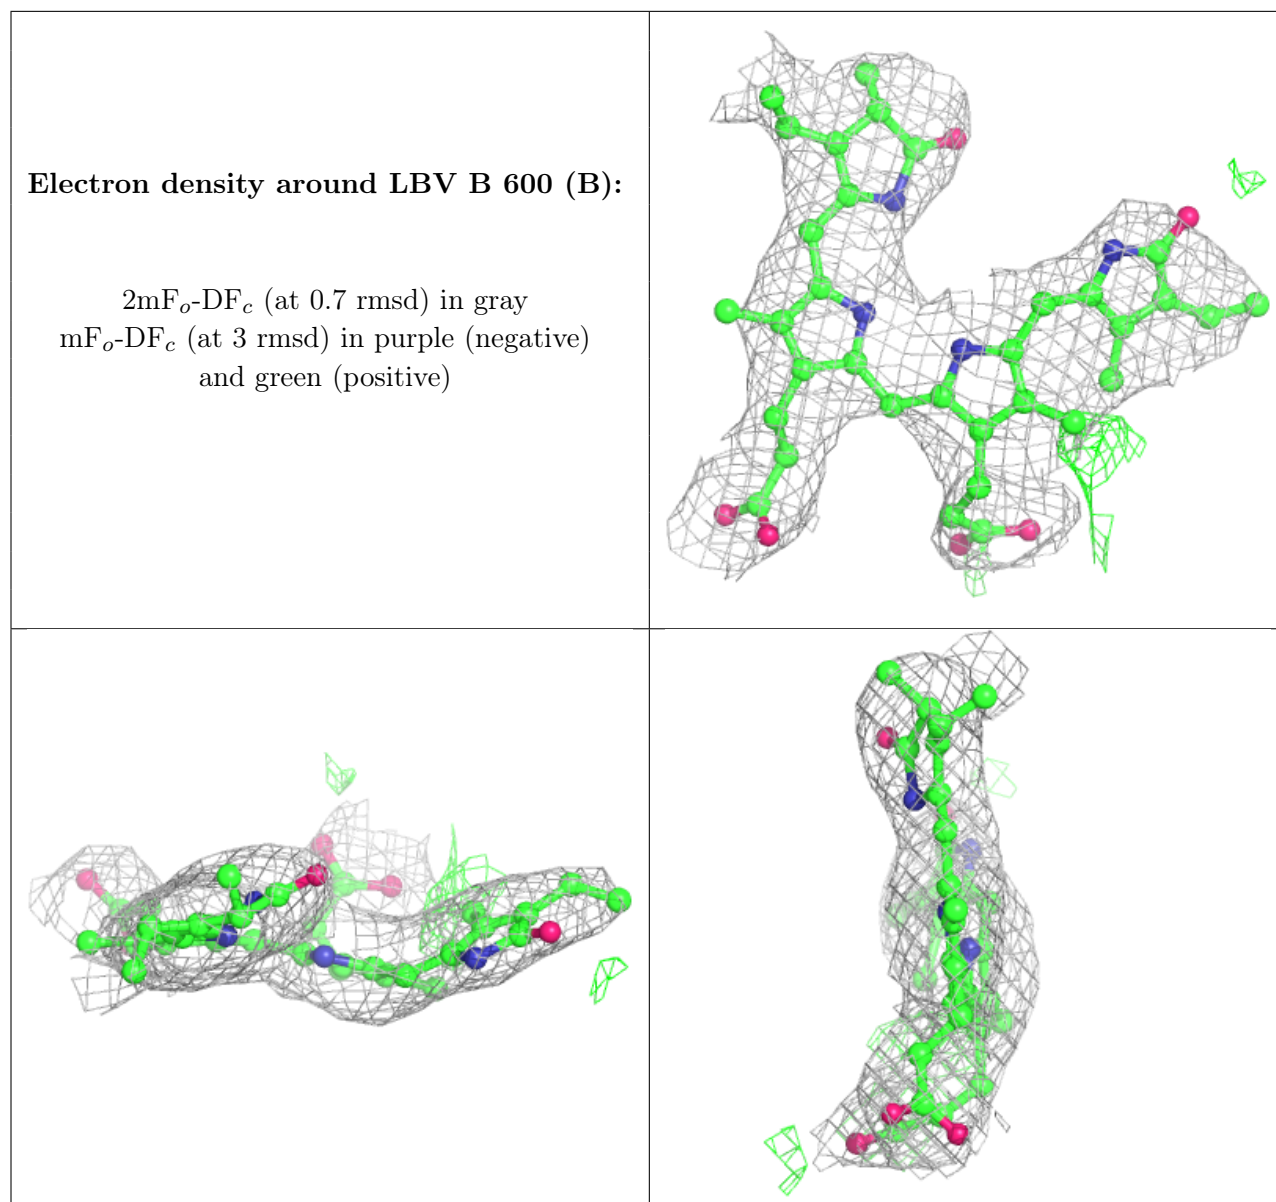 Electron density around LBV B 600 (B):
2mFₒ-DF𝒸 (at 0.7 rmsd) in gray
mFₒ-DF𝒸 (at 3 rmsd) in purple (negative)
and green (positive)